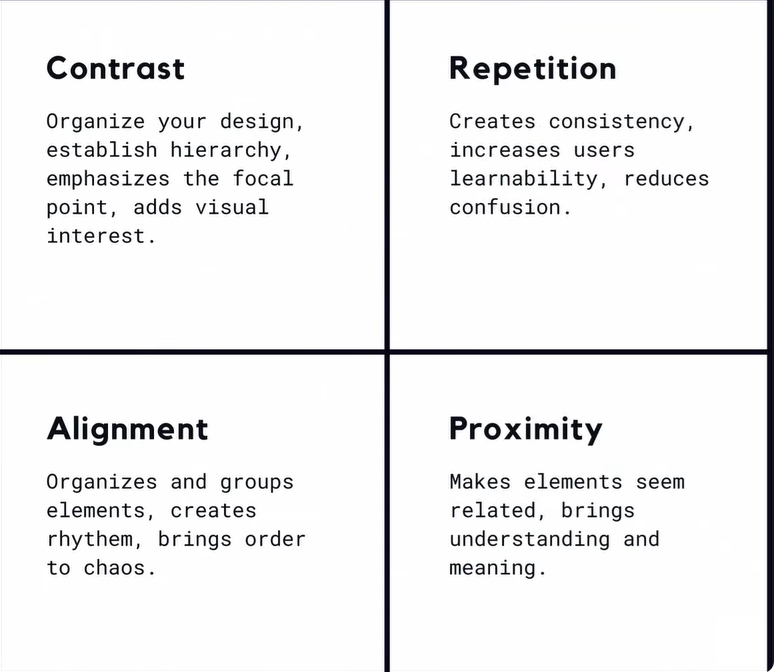 Contrast
Organize your design,
establish hierarchy,
emphasizes the focal
point, adds visual
interest.
Repetition
Creates consistency,
increases users
learnability, reduces
confusion.
Alignment
Organizes and groups
elements, creates
rhythem, brings order
to chaos.
Proximity
Makes elements seem
related, brings
understanding and
meaning.